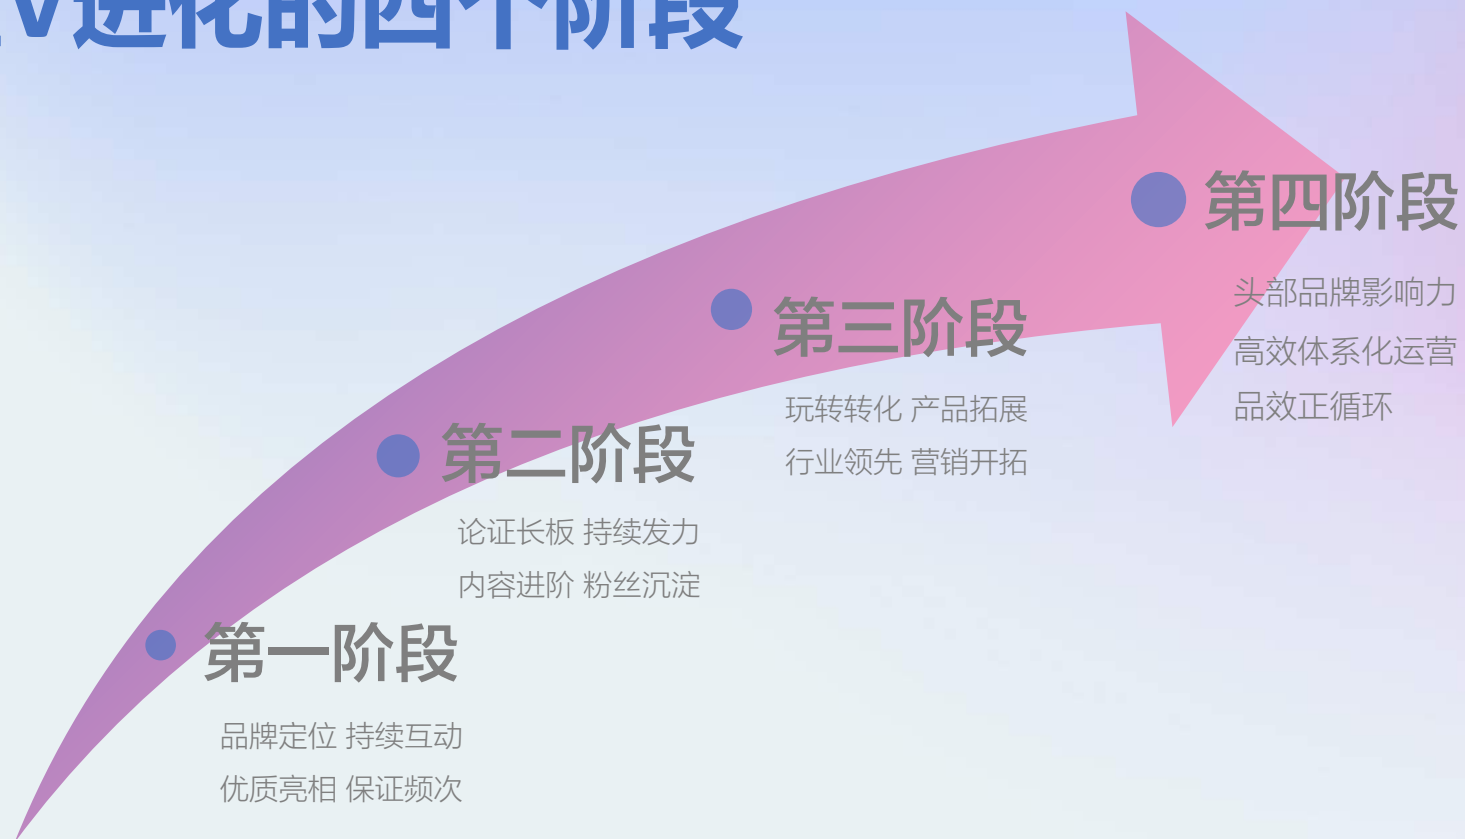 V进化的四个阶段
第四阶段
头部品牌影响力
高效体系化运营
品效正循环
第三阶段
玩转转化 产品拓展
行业领先 营销开拓
第二阶段
论证长板 持续发力
内容进阶 粉丝沉淀
第一阶段
品牌定位 持续互动
优质亮相 保证频次